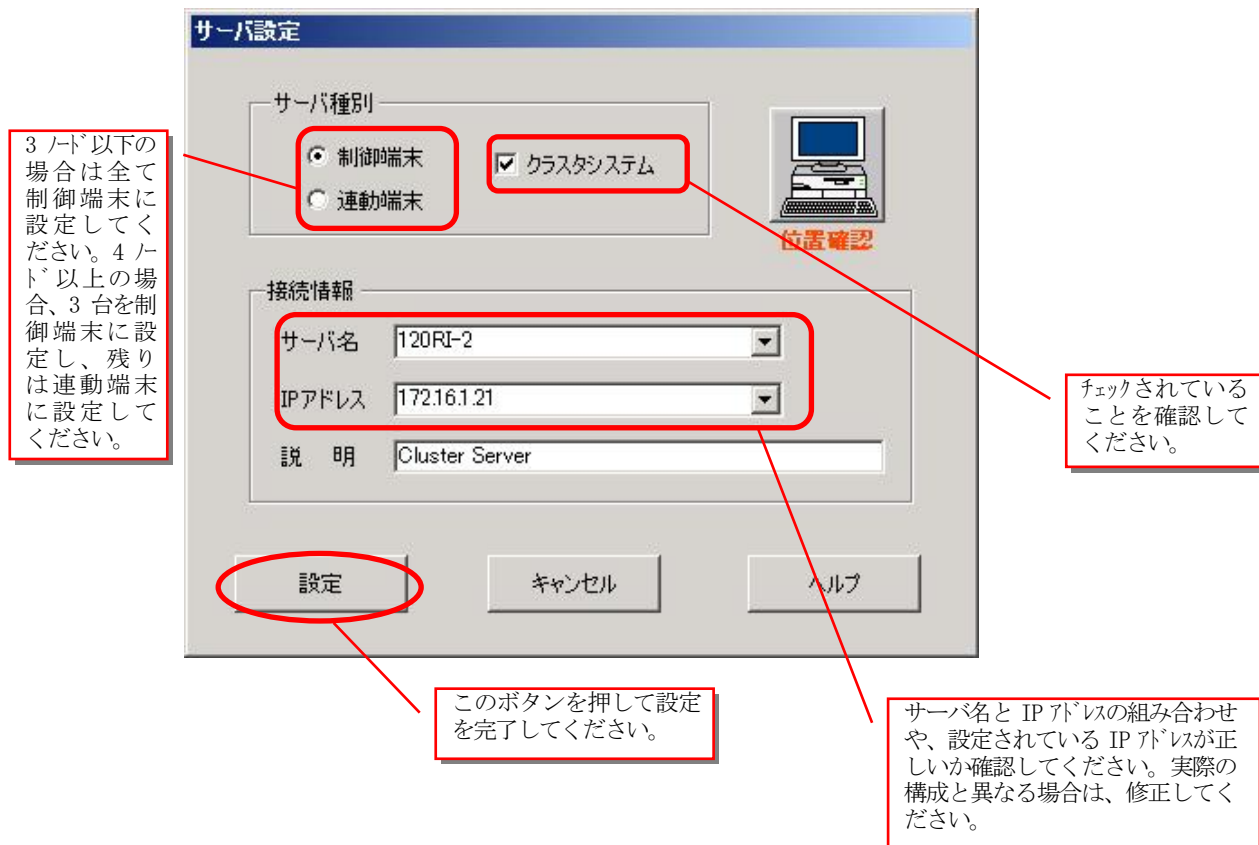 サーバ設定
サーバ種別
制御端末
連動端末
クラスタシステム
位置確認
接続情報
サーバ名
120RI-2
IPアドレス
172.16.1.21
説 明
Cluster Server
設定
キャンセル
ヘルプ
3 ﾉｰﾄﾞ以下の
場合は全て
制御端末に
設定してく
ださい。4 ﾉｰ
ﾄﾞ以上の場
合、3 台を制
御端末に設
定し、残り
は連動端末
に設定して
ください。
ﾁｪｯｸされている
ことを確認して
ください。
このボタンを押して設定
を完了してください。
サーバ名と IP ｱﾄﾞﾚｽの組み合わせ
や、設定されている IP ｱﾄﾞﾚｽが正
しいか確認してください。実際の
構成と異なる場合は、修正してく
ださい。